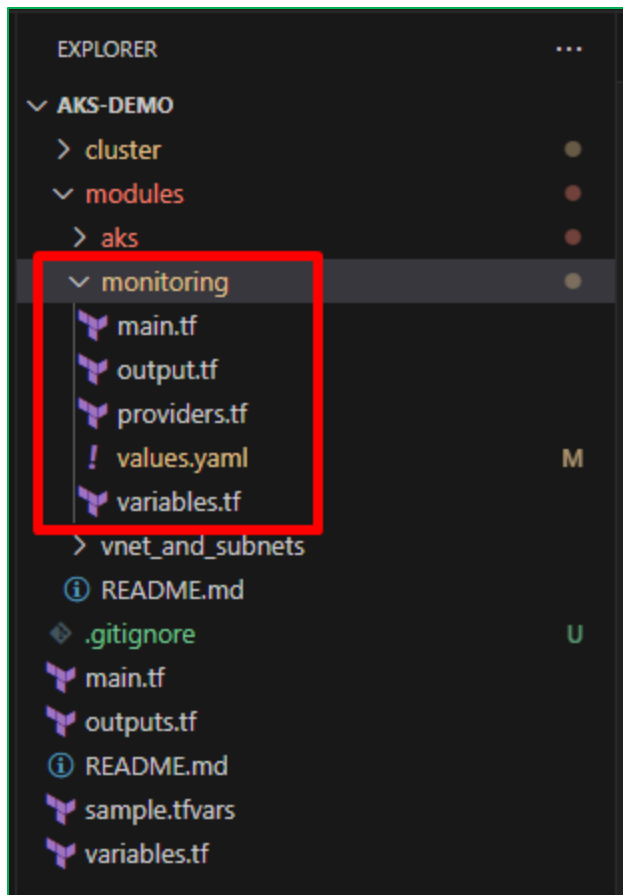 EXPLORER ...
AKS-DEMO
cluster
modules
aks
monitoring
main.tf
output.tf
providers.tf
! values.yaml M
variables.tf
vnet_and_subnets
README.md
.gitignore U
main.tf
outputs.tf
README.md
sample.tfvars
variables.tf